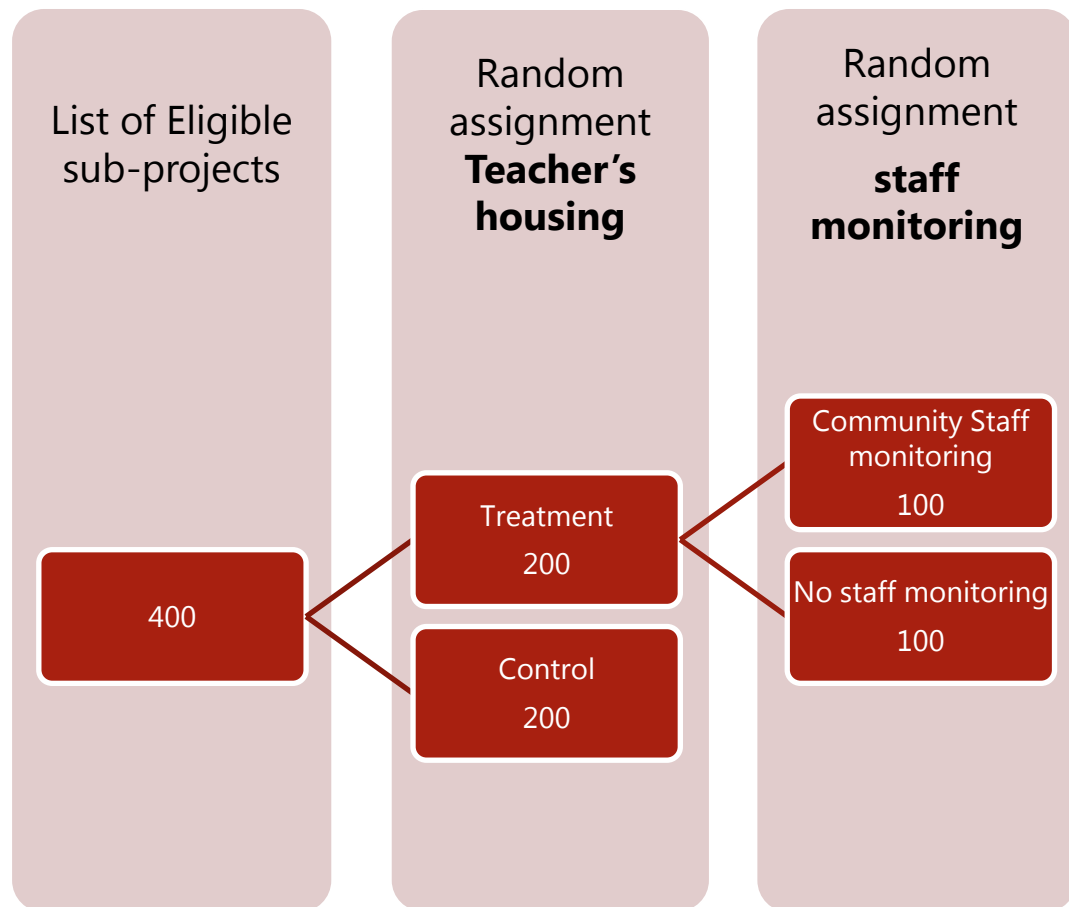 List of Eligible
sub-projects
400
Random
assignment
Teacher’s
housing
Treatment
200
Control
200
Random
assignment
staff
monitoring
Community Staff
monitoring
100
No staff monitoring
100